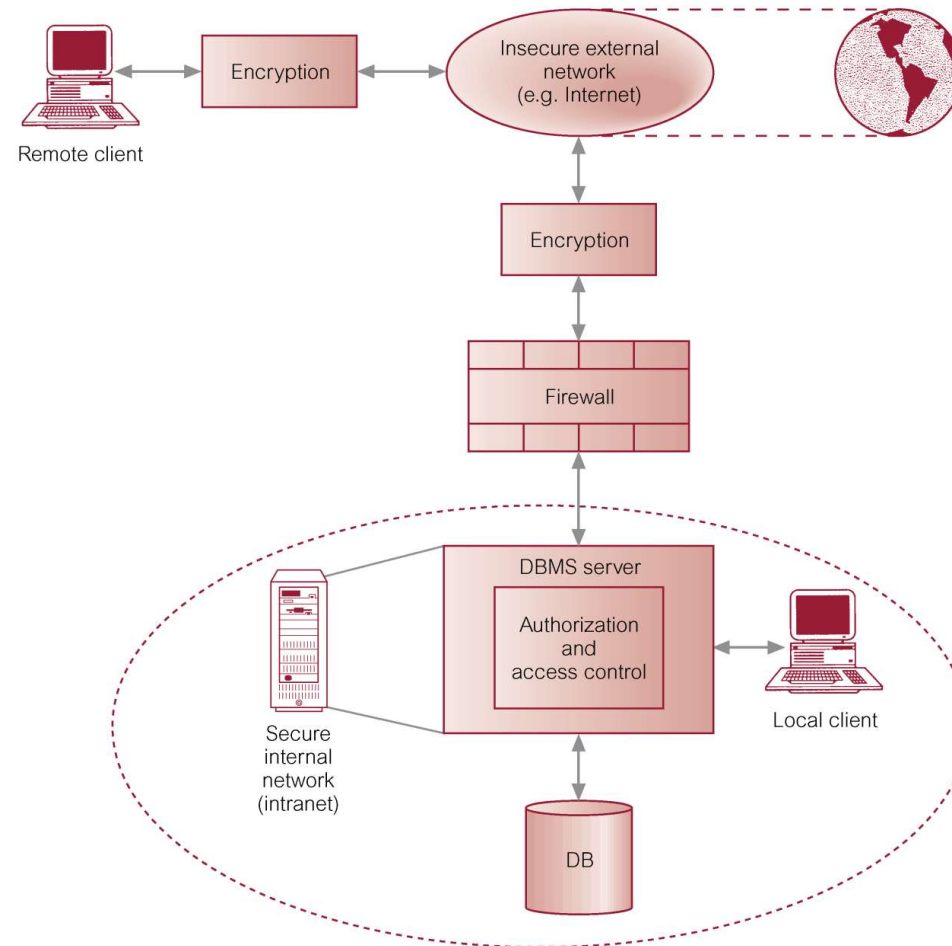 Encryption
Insecure external
network
(e.g. Internet)
Remote client
Encryption
Firewall
DBMS server
Authorization
and
access control
Secure
internal
network
(intranet)
Local client
DB